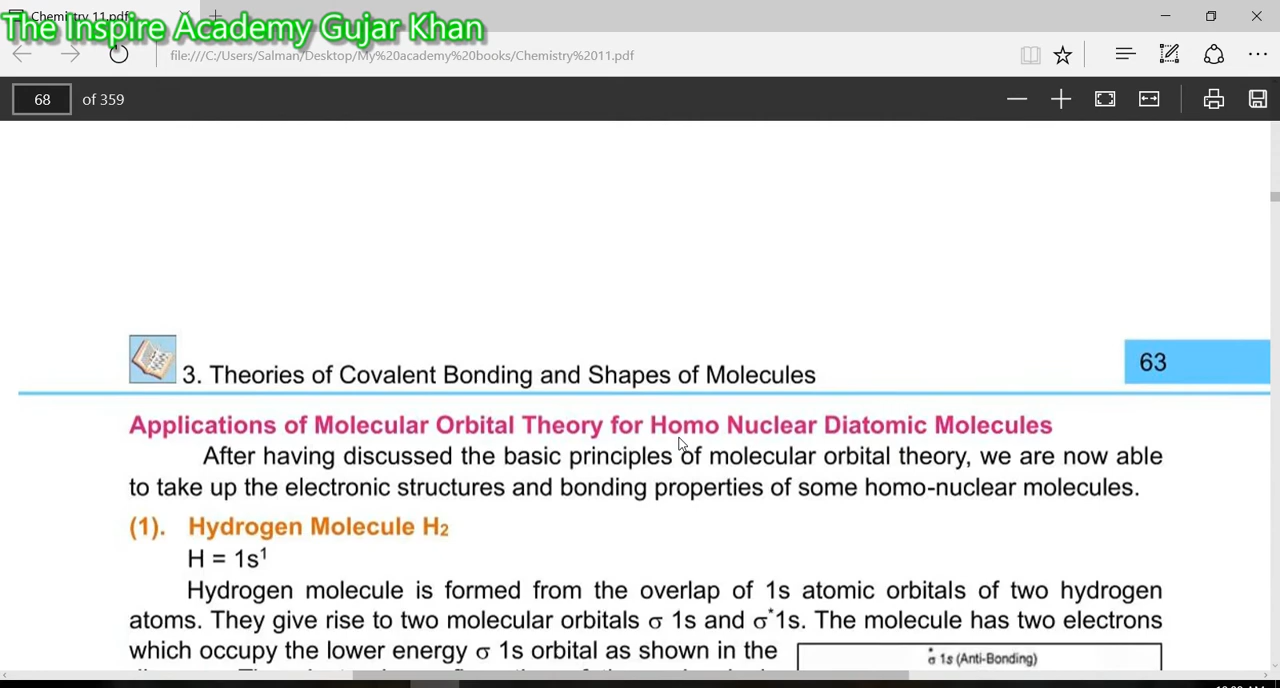 Chemistry 11.pdf
The Inspire Academy Gujar Khan
file:///C:/Users/Salman/Desktop/My%20academy%20books/Chemistry%2011.pdf
68 of 359
3. Theories of Covalent Bonding and Shapes of Molecules
63
Applications of Molecular Orbital Theory for Homo Nuclear Diatomic Molecules
After having discussed the basic principles of molecular orbital theory, we are now able
to take up the electronic structures and bonding properties of some homo-nuclear molecules.
(1). Hydrogen Molecule H₂
H = 1s¹
Hydrogen molecule is formed from the overlap of 1s atomic orbitals of two hydrogen
atoms. They give rise to two molecular orbitals σ 1s and σ*1s. The molecule has two electrons
which occupy the lower energy σ 1s orbital as shown in the
σ* 1s (Anti-Bonding)